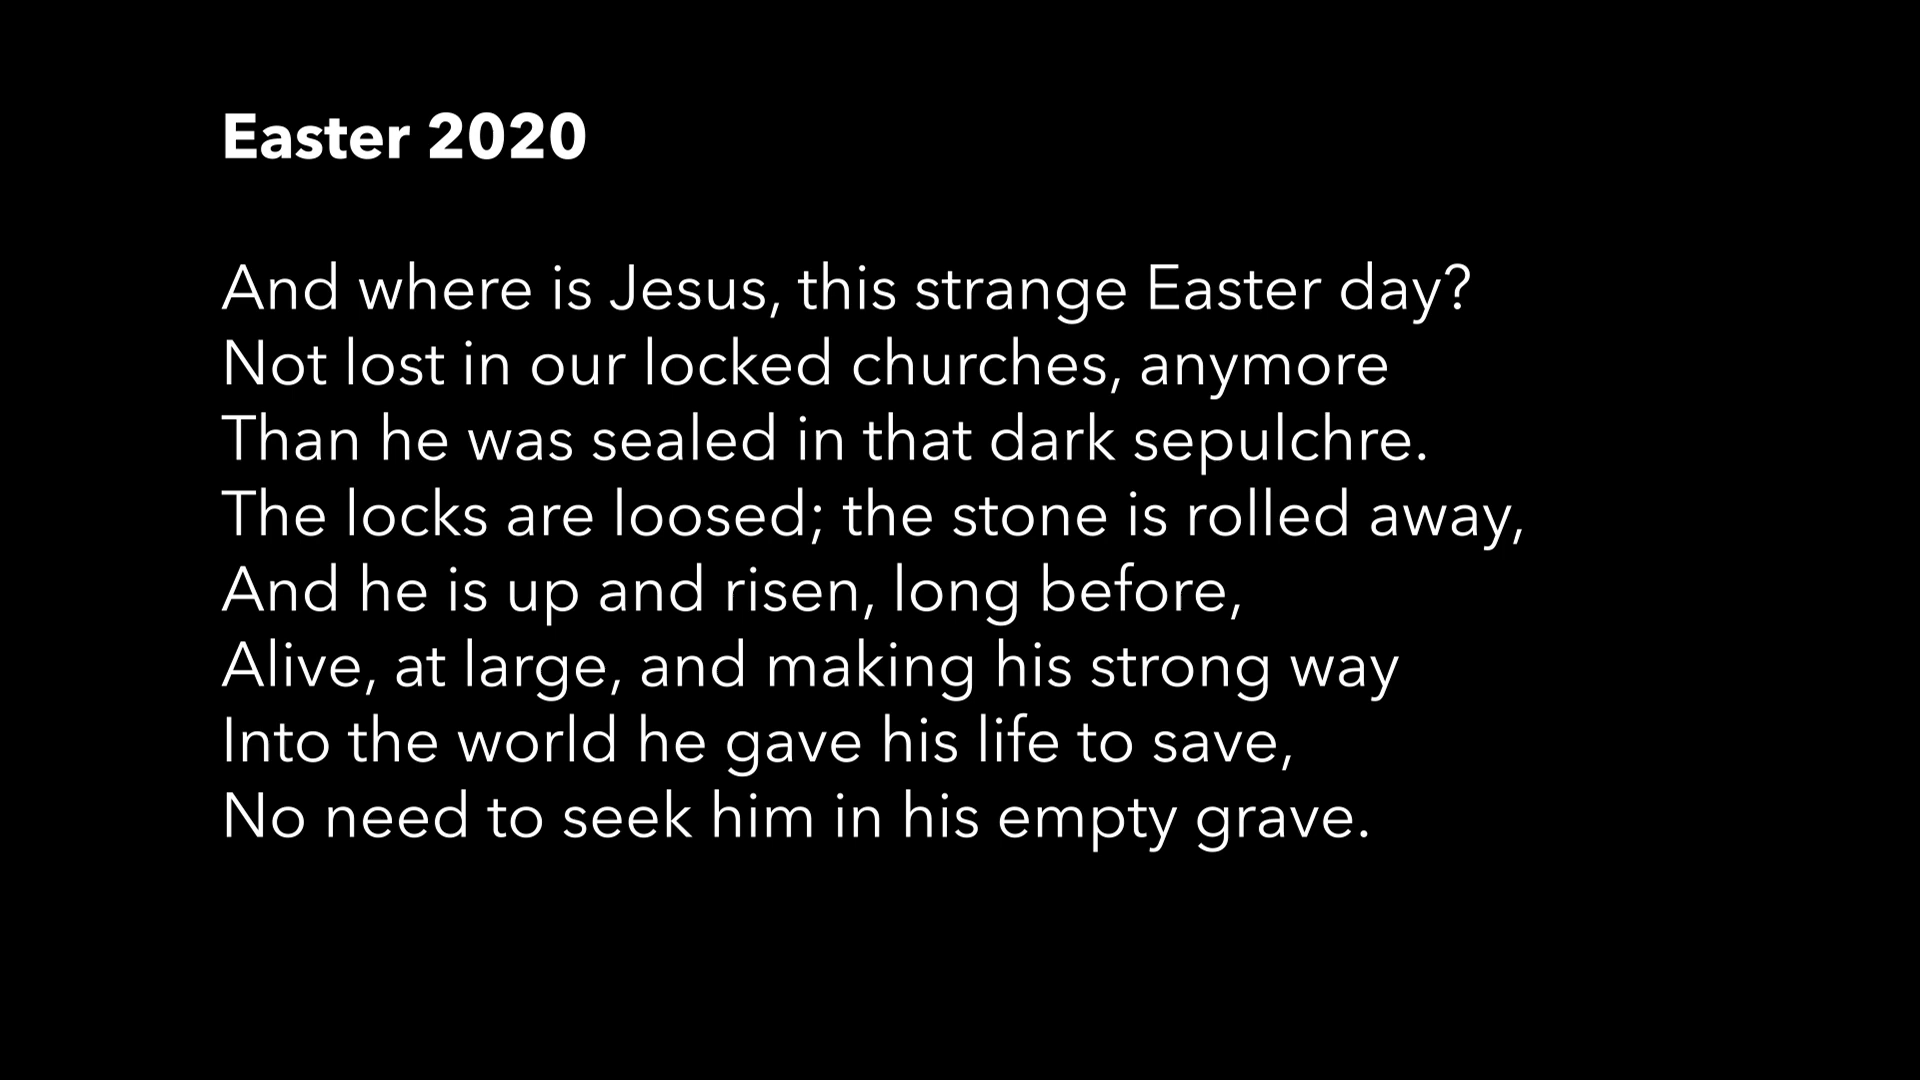 Easter 2020
And where is Jesus, this strange Easter day?
Not lost in our locked churches, anymore
Than he was sealed in that dark sepulchre.
The locks are loosed; the stone is rolled away,
And he is up and risen, long before,
Alive, at large, and making his strong way
Into the world he gave his life to save,
No need to seek him in his empty grave.